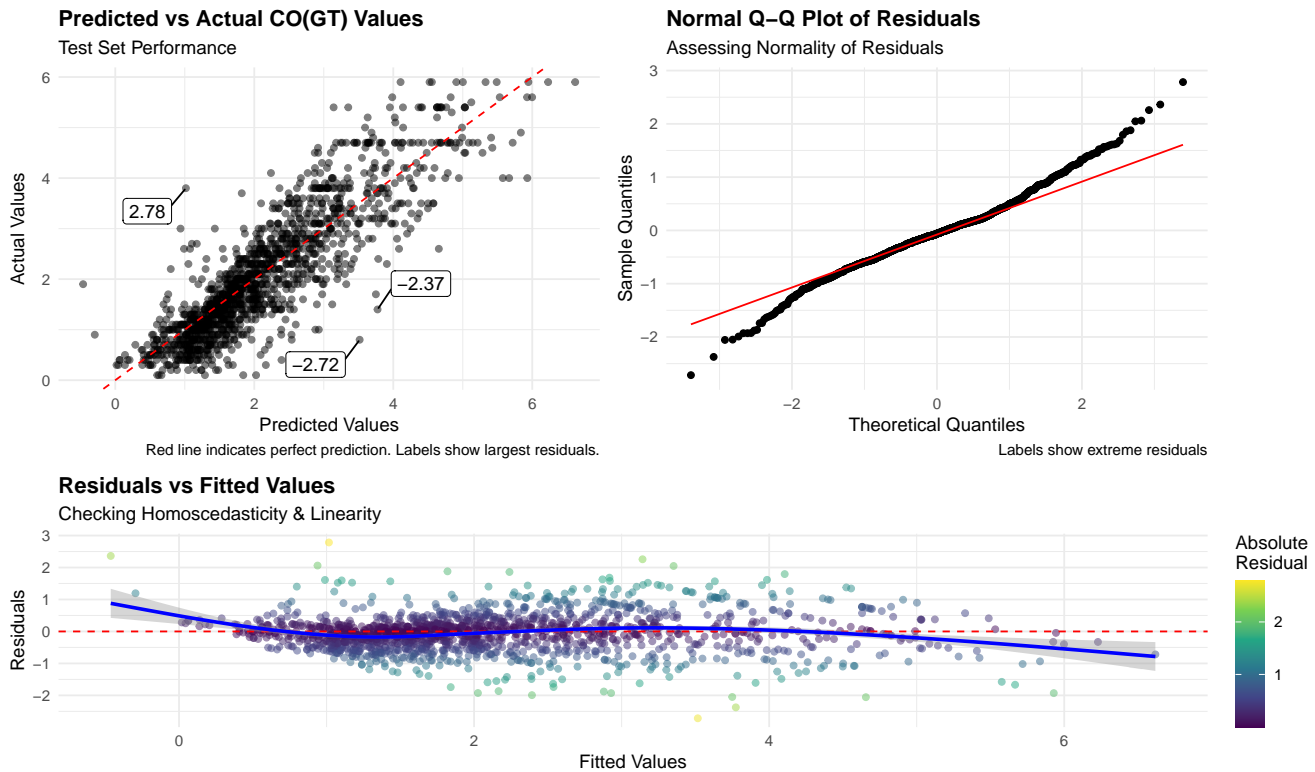 Predicted vs Actual CO(GT) Values
Test Set Performance
6
4
2
0
Actual Values
2.78
−2.37
−2.72
0
2
4
6
Predicted Values
Red line indicates perfect prediction. Labels show largest residuals.
Normal Q−Q Plot of Residuals
Assessing Normality of Residuals
3
2
1
0
−1
−2
Sample Quantiles
−2
0
2
Theoretical Quantiles
Labels show extreme residuals
Residuals vs Fitted Values
Checking Homoscedasticity & Linearity
3
2
1
0
−1
−2
Residuals
0
2
4
6
Fitted Values
Absolute
Residual
2
1